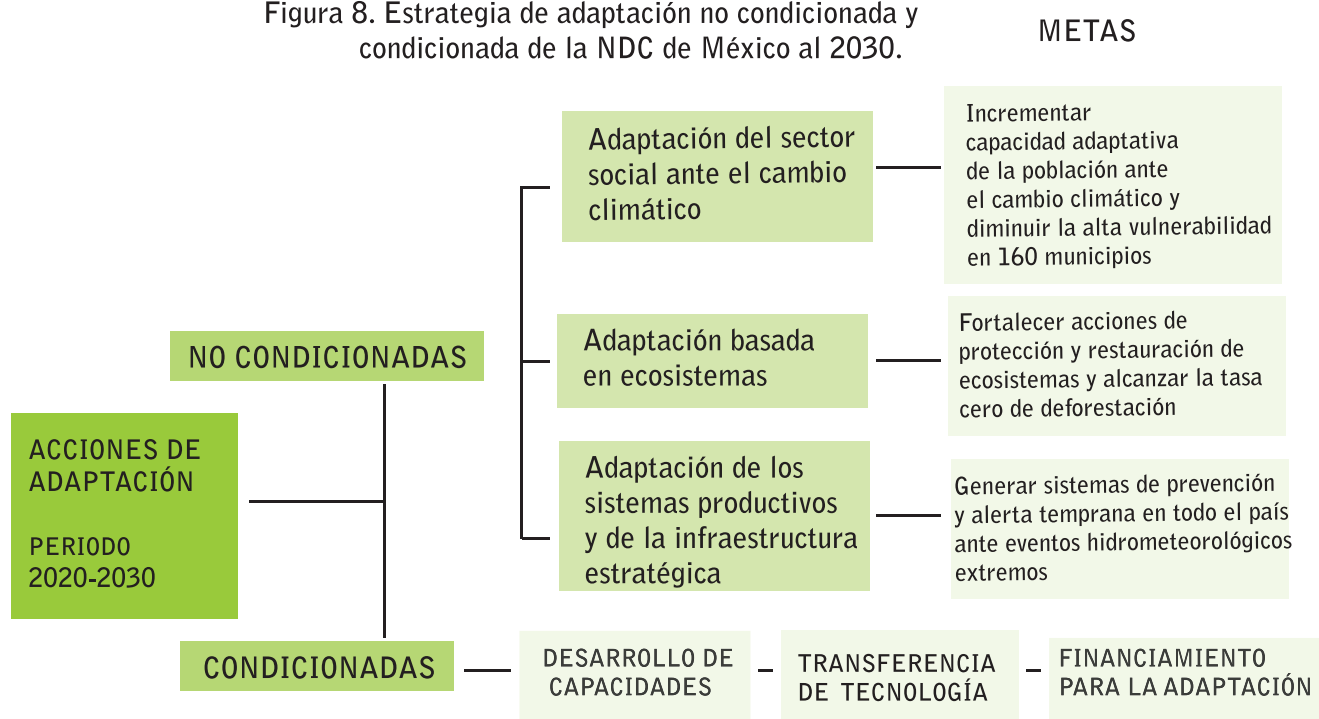 Figura 8. Estrategia de adaptación no condicionada y
condicionada de la NDC de México al 2030.
METAS
Adaptación del sector
social ante el cambio
climático
Incrementar
capacidad adaptativa
de la población ante
el cambio climático y
diminuir la alta vulnerabilidad
en 160 municipios
NO CONDICIONADAS
Adaptación basada
en ecosistemas
Fortalecer acciones de
protección y restauración de
ecosistemas y alcanzar la tasa
cero de deforestación
ACCIONES DE
ADAPTACIÓN
PERIODO
2020-2030
Adaptación de los
sistemas productivos
y de la infraestructura
estratégica
Generar sistemas de prevención
y alerta temprana en todo el país
ante eventos hidrometeorológicos
extremos
CONDICIONADAS
DESARROLLO DE
CAPACIDADES
TRANSFERENCIA
DE TECNOLOGÍA
FINANCIAMIENTO
PARA LA ADAPTACIÓN